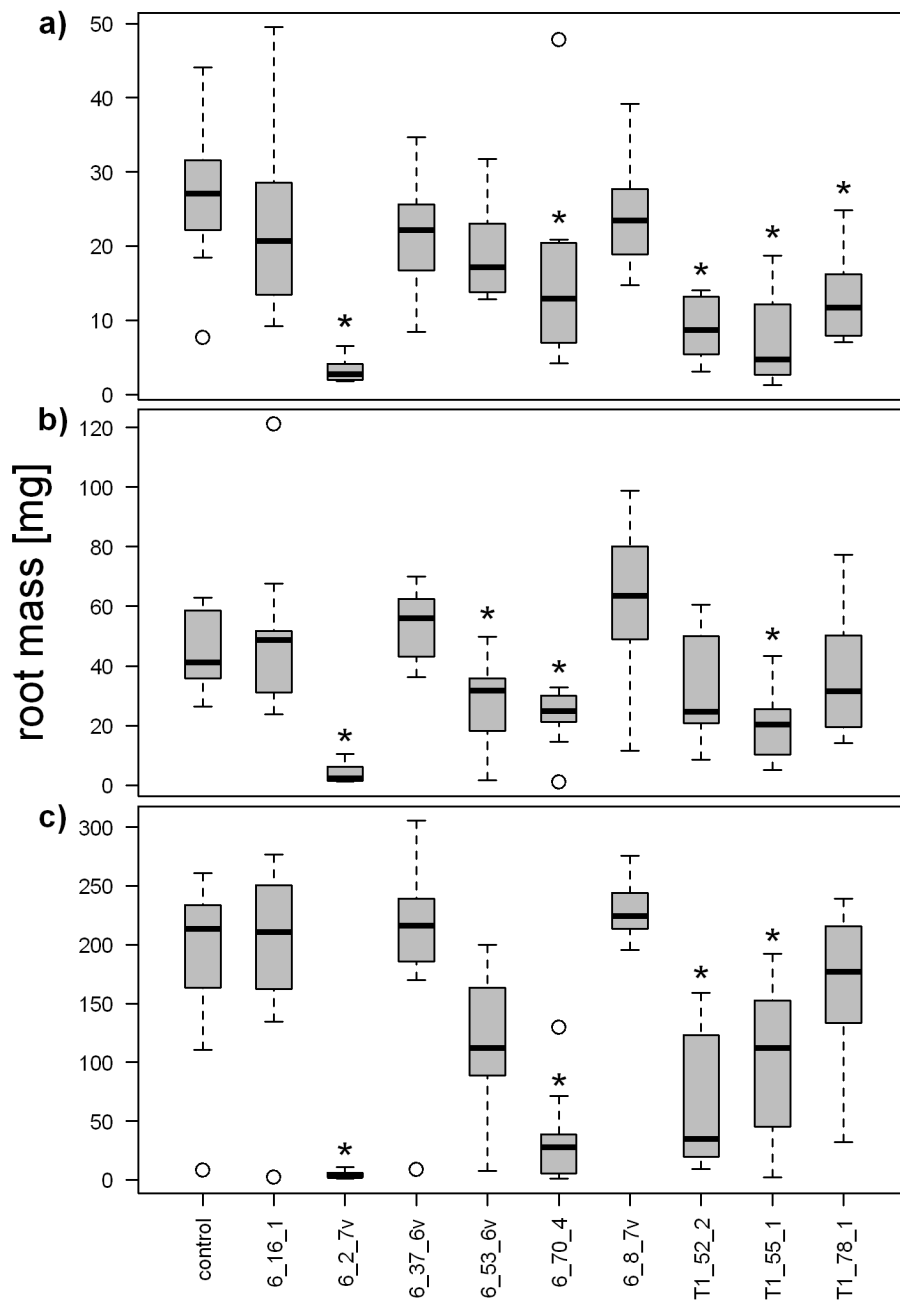 a)
50
40
30
20
10
0
* * * * *
b)
120
100
80
60
40
20
0
* * * *
root mass [mg]
c)
300
250
200
150
100
50
0
* * * *
control
6_16_1
6_2_7v
6_37_6v
6_53_6v
6_70_4
6_8_7v
T1_52_2
T1_55_1
T1_78_1